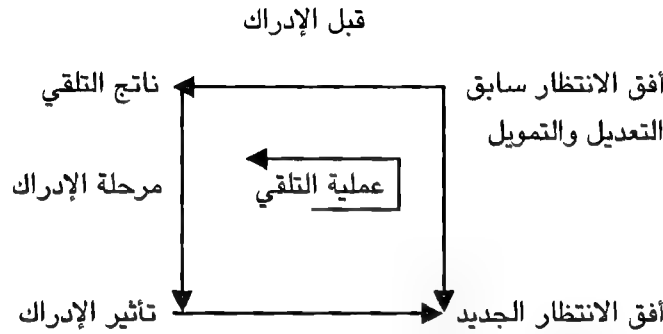 قبل الإدراك
أفق الانتظار سابق
التعديل والتمويل
ناتج التلقي
عملية التلقي
مرحلة الإدراك
أفق الانتظار الجديد
تأثير الإدراك